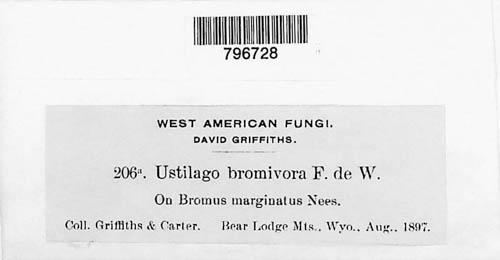 796728
WEST AMERICAN FUNGI.
DAVID GRIFFITHS.
206a. Ustilago bromivora F. de W.
On Bromus marginatus Nees.
Coll. Griffiths & Carter. Bear Lodge Mts., Wyo., Aug., 1897.